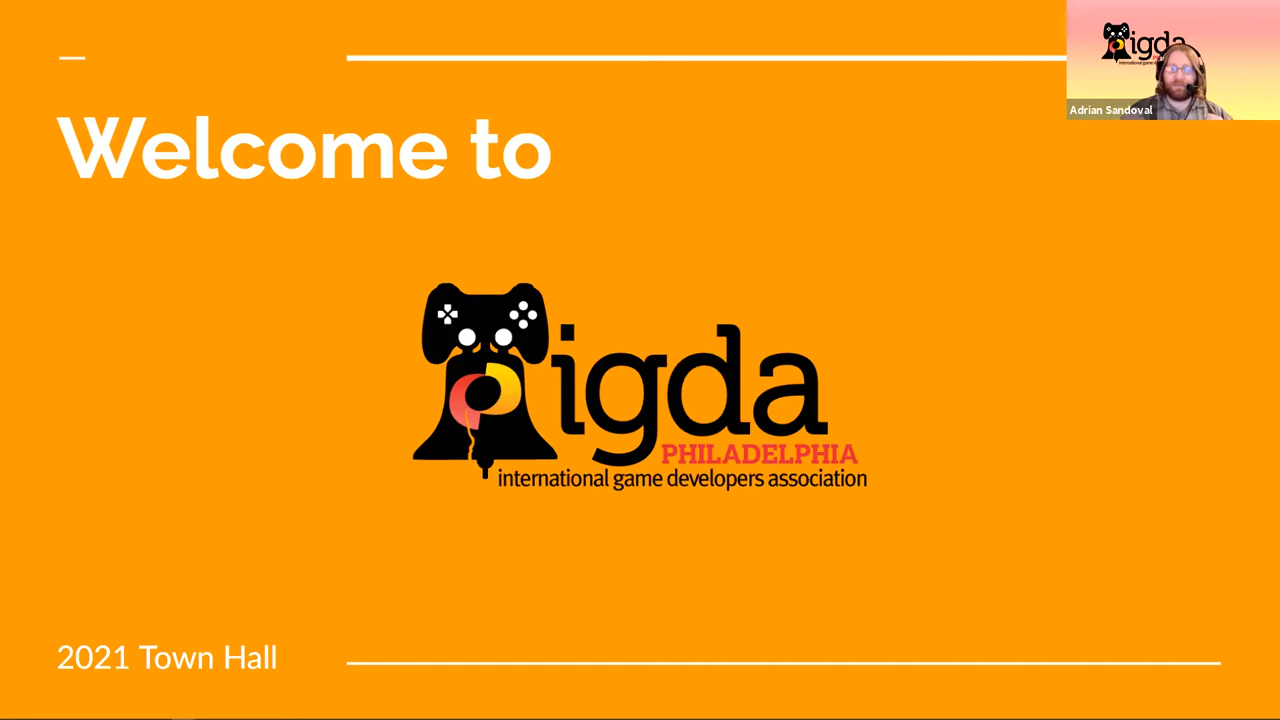 Welcome to
igda
Adrian Sandoval
igda
PHILADELPHIA
international game developers association
2021 Town Hall